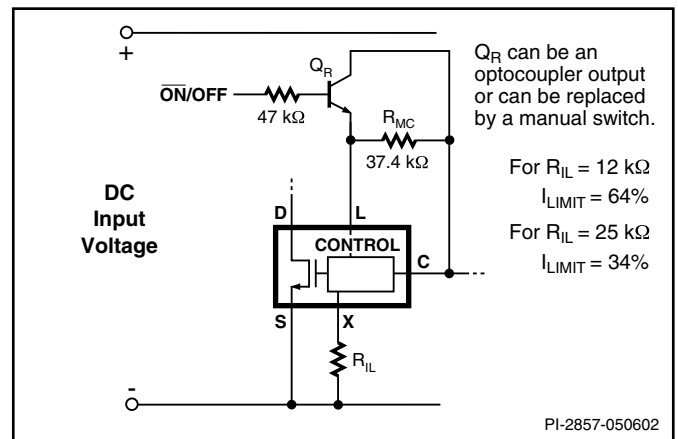 +
Q_R
Q_R can be an
optocoupler output
or can be replaced
by a manual switch.
O̅N̅/OFF
47 kΩ
R_MC
37.4 kΩ
For R_IL = 12 kΩ
I_LIMIT = 64%
For R_IL = 25 kΩ
I_LIMIT = 34%
DC
Input
Voltage
D
L
CONTROL
C
S
X
R_IL
-
PI-2857-050602